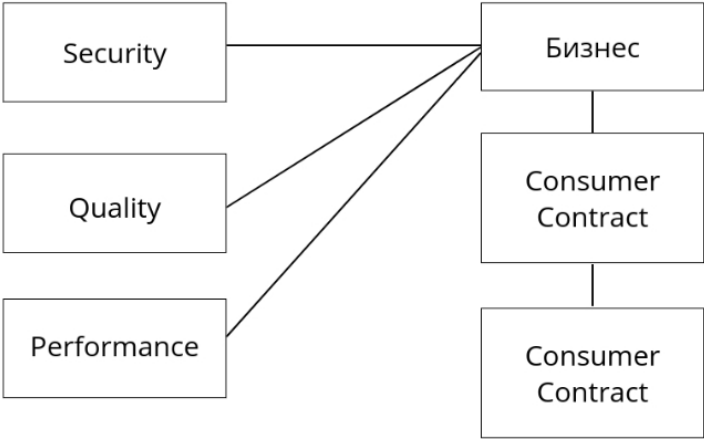 Security
Quality
Performance
Бизнес
Consumer
Contract
Consumer
Contract